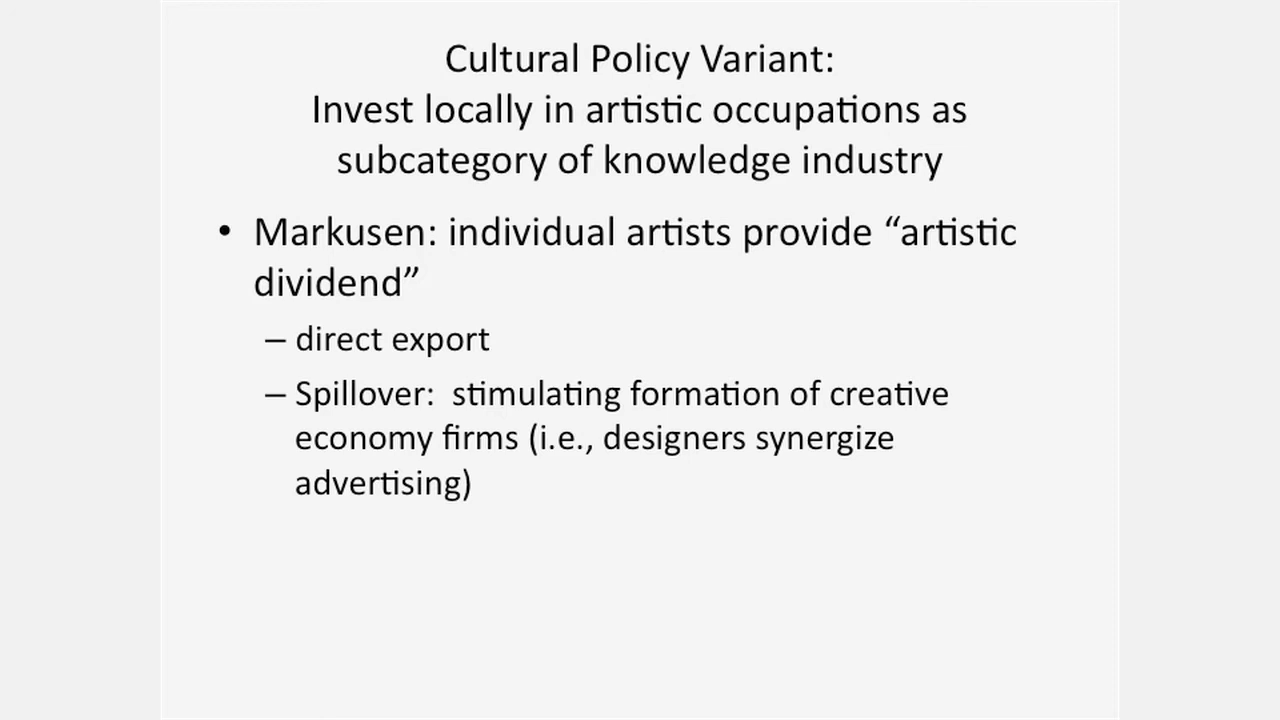 Cultural Policy Variant:
Invest locally in artistic occupations as
subcategory of knowledge industry
• Markusen: individual artists provide “artistic
dividend”
– direct export
– Spillover:  stimulating formation of creative
economy firms (i.e., designers synergize
advertising)